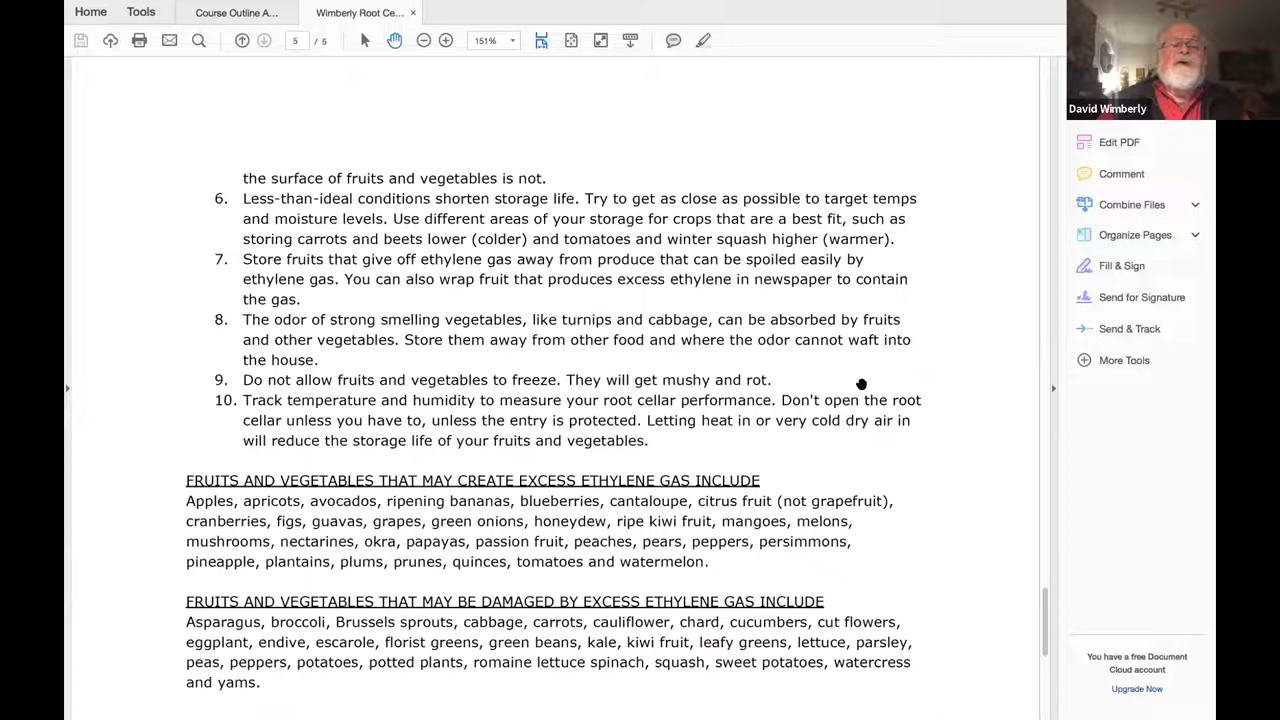 Home
Tools
Course Outline A...
Wimberly Root Ce...
×
5 / 5
151%
David Wimberly
Edit PDF
Comment
Combine Files
Organize Pages
Fill & Sign
Send for Signature
Send & Track
More Tools
the surface of fruits and vegetables is not.
6. Less-than-ideal conditions shorten storage life. Try to get as close as possible to target temps
and moisture levels. Use different areas of your storage for crops that are a best fit, such as
storing carrots and beets lower (colder) and tomatoes and winter squash higher (warmer).
7. Store fruits that give off ethylene gas away from produce that can be spoiled easily by
ethylene gas. You can also wrap fruit that produces excess ethylene in newspaper to contain
the gas.
8. The odor of strong smelling vegetables, like turnips and cabbage, can be absorbed by fruits
and other vegetables. Store them away from other food and where the odor cannot waft into
the house.
9. Do not allow fruits and vegetables to freeze. They will get mushy and rot.
10. Track temperature and humidity to measure your root cellar performance. Don't open the root
cellar unless you have to, unless the entry is protected. Letting heat in or very cold dry air in
will reduce the storage life of your fruits and vegetables.
FRUITS AND VEGETABLES THAT MAY CREATE EXCESS ETHYLENE GAS INCLUDE
Apples, apricots, avocados, ripening bananas, blueberries, cantaloupe, citrus fruit (not grapefruit),
cranberries, figs, guavas, grapes, green onions, honeydew, ripe kiwi fruit, mangoes, melons,
mushrooms, nectarines, okra, papayas, passion fruit, peaches, pears, peppers, persimmons,
pineapple, plantains, plums, prunes, quinces, tomatoes and watermelon.
FRUITS AND VEGETABLES THAT MAY BE DAMAGED BY EXCESS ETHYLENE GAS INCLUDE
Asparagus, broccoli, Brussels sprouts, cabbage, carrots, cauliflower, chard, cucumbers, cut flowers,
eggplant, endive, escarole, florist greens, green beans, kale, kiwi fruit, leafy greens, lettuce, parsley,
peas, peppers, potatoes, potted plants, romaine lettuce spinach, squash, sweet potatoes, watercress
and yams.
You have a free Document
Cloud account
Upgrade Now